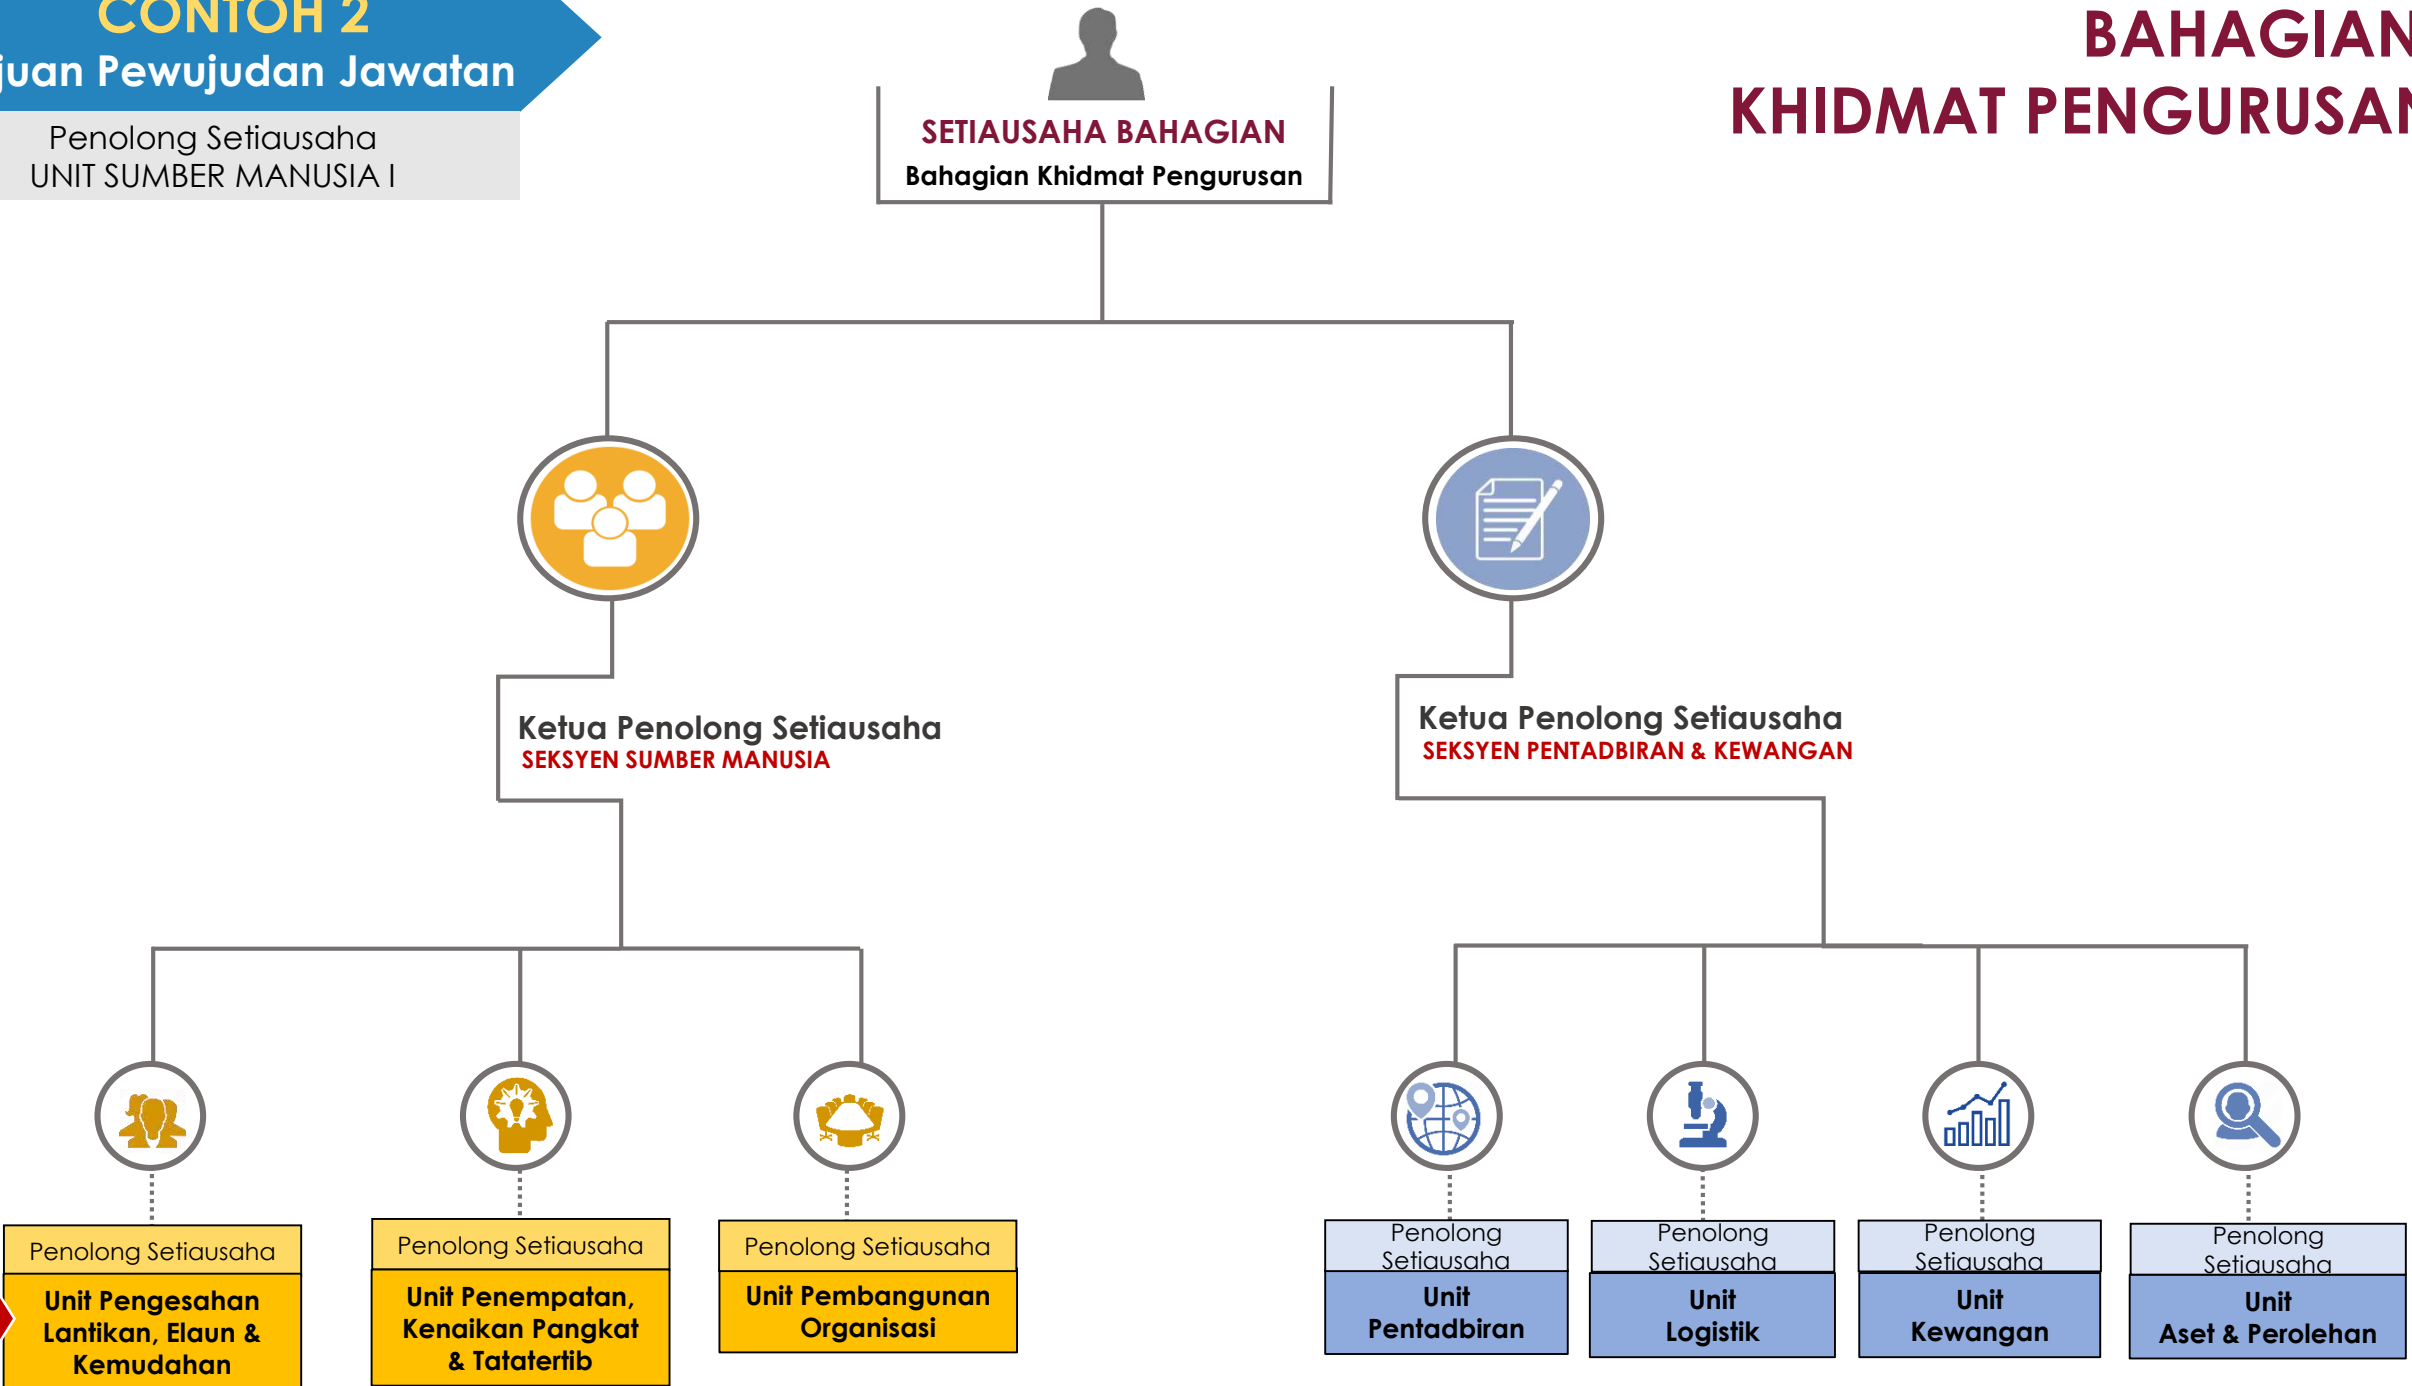 CONTOH 2
juan Pewujudan Jawatan
Penolong Setiausaha
UNIT SUMBER MANUSIA I
BAHAGIAN
KHIDMAT PENGURUSAN
SETIAUSAHA BAHAGIAN
Bahagian Khidmat Pengurusan
Ketua Penolong Setiausaha
SEKSYEN SUMBER MANUSIA
Ketua Penolong Setiausaha
SEKSYEN PENTADBIRAN & KEWANGAN
Penolong Setiausaha
Unit Pengesahan
Lantikan, Elaun &
Kemudahan
Penolong Setiausaha
Unit Penempatan,
Kenaikan Pangkat
& Tatatertib
Penolong Setiausaha
Unit Pembangunan
Organisasi
Penolong
Setiausaha
Unit
Pentadbiran
Penolong
Setiausaha
Unit
Logistik
Penolong
Setiausaha
Unit
Kewangan
Penolong
Setiausaha
Unit
Aset & Perolehan